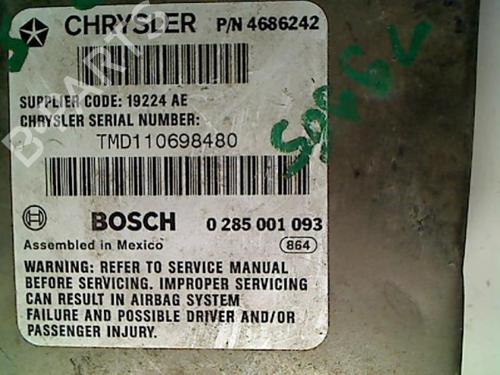 CHRYSLER P/N 4686242
SUPPLIER CODE: 19224 AE
CHRYSLER SERIAL NUMBER:
TMD110698480
BOSCH 0 285 001 093
Assembled in Mexico 864
WARNING: REFER TO SERVICE MANUAL
BEFORE SERVICING. IMPROPER SERVICING
CAN RESULT IN AIRBAG SYSTEM
FAILURE AND POSSIBLE DRIVER AND/OR
PASSENGER INJURY.
B PARTS